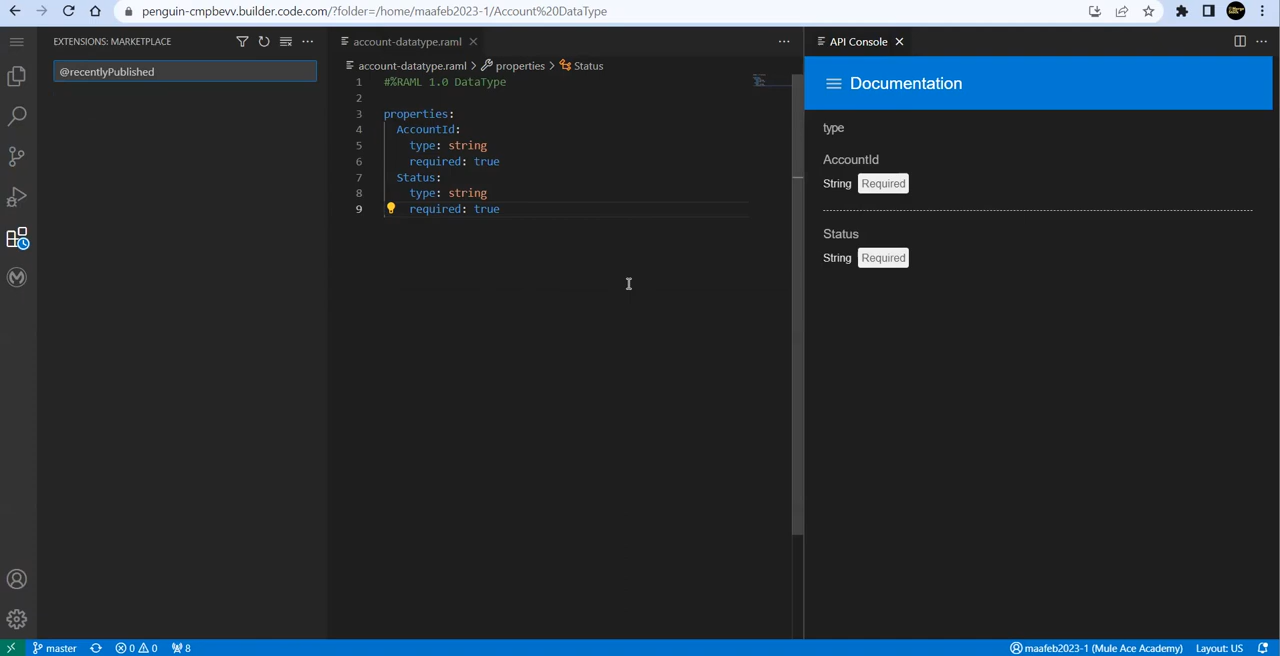 penguin-cmpbevv.builder.code.com/?folder=/home/maafeb2023-1/Account%20DataType
EXTENSIONS: MARKETPLACE
@recentlyPublished
account-datatype.raml
account-datatype.raml > properties > Status
1 #%RAML 1.0 DataType
2
3 properties:
4 AccountId:
5 type: string
6 required: true
7 Status:
8 type: string
9 required: true
API Console
Documentation
type
AccountId
String Required
Status
String Required
master 0 0 8
maafeb2023-1 (Mule Ace Academy) Layout: US